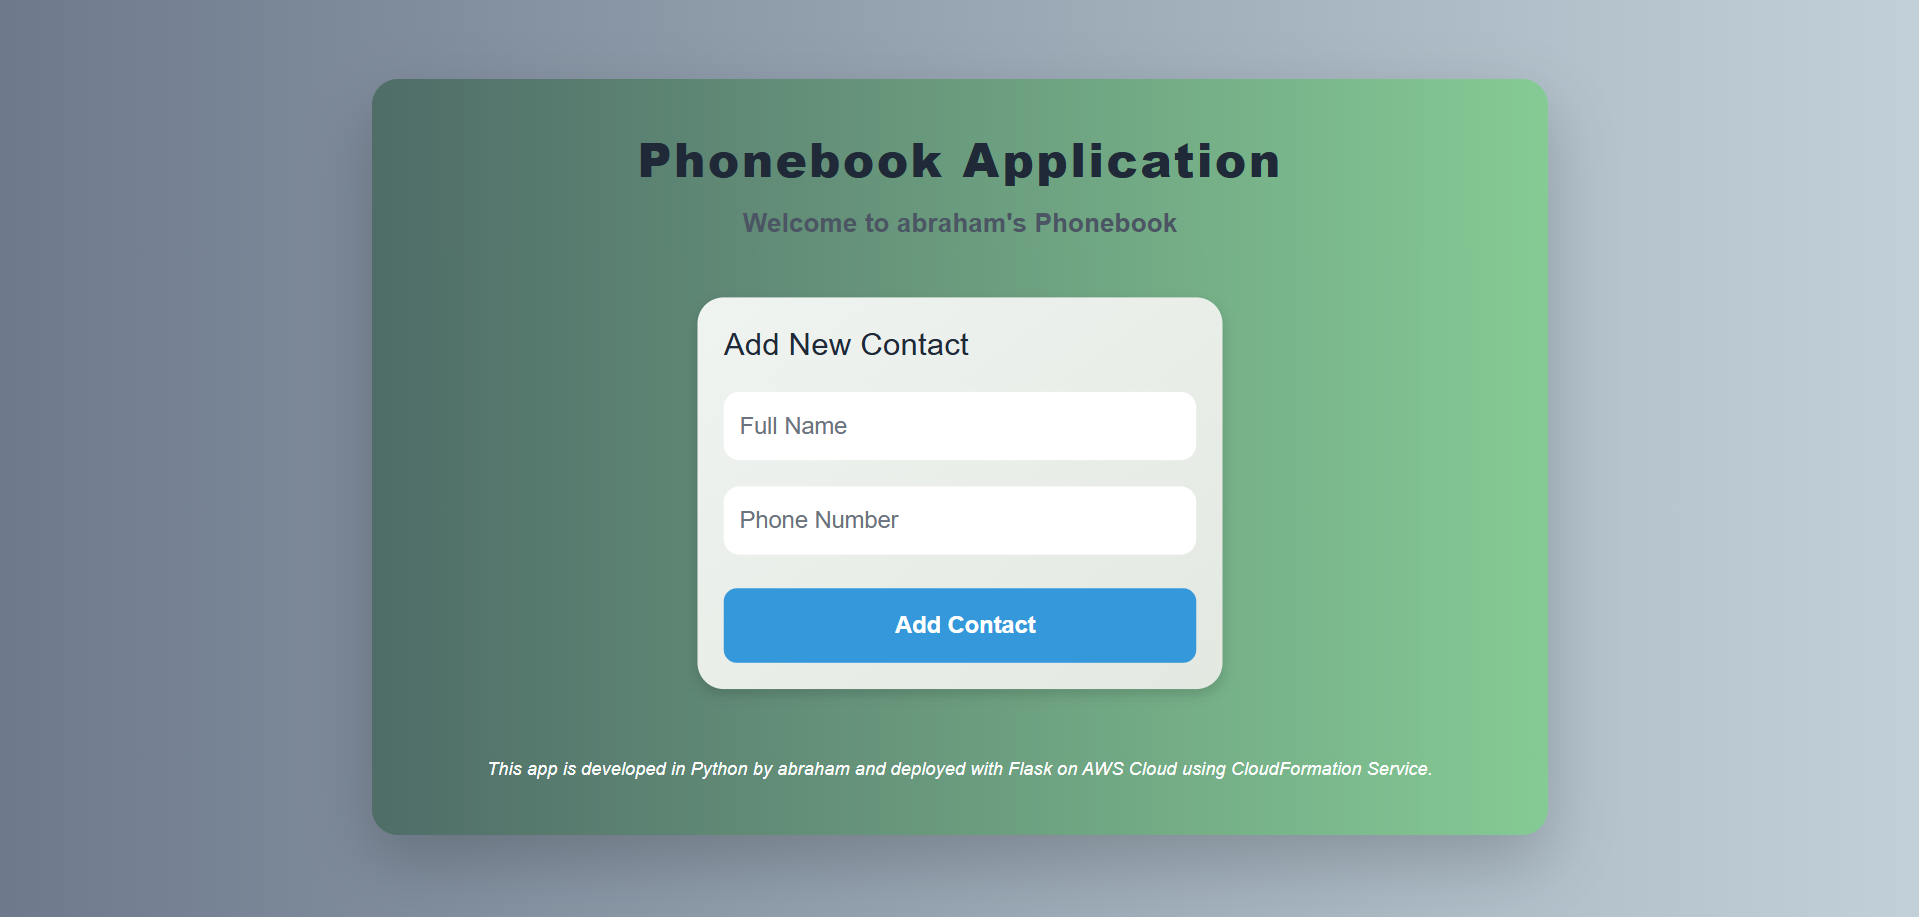 Phonebook Application
Welcome to abraham's Phonebook
Add New Contact
Full Name
Phone Number
Add Contact
This app is developed in Python by abraham and deployed with Flask on AWS Cloud using CloudFormation Service.